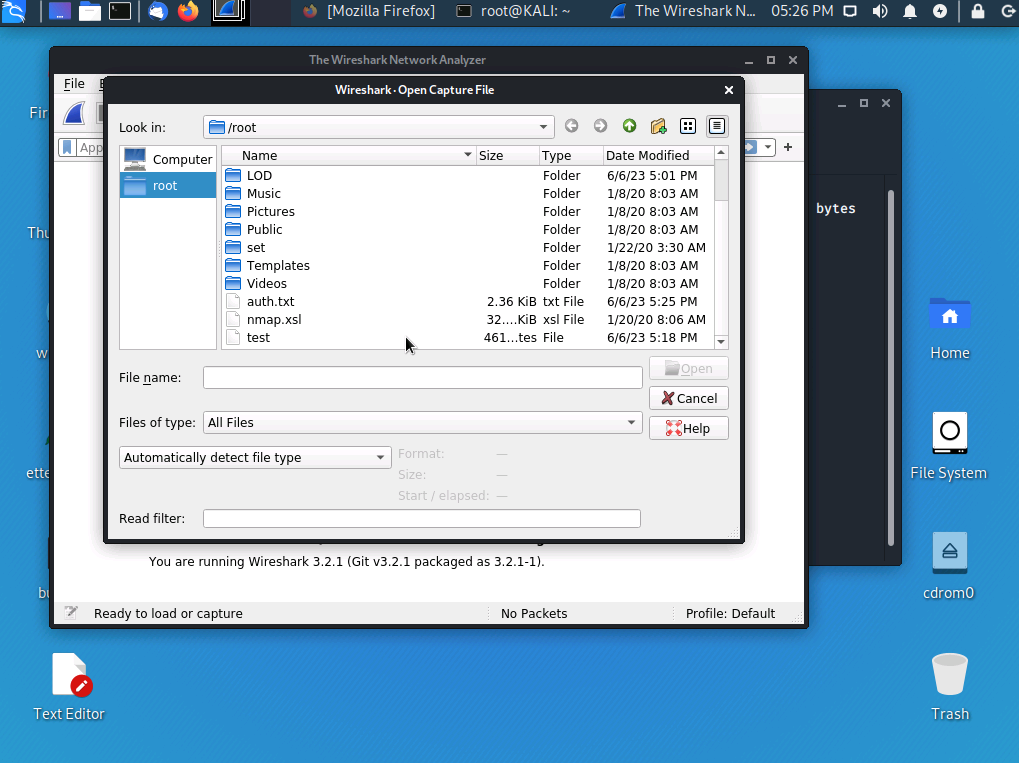 [Mozilla Firefox]
root@KALI: ~
The Wireshark N...
05:26 PM
The Wireshark Network Analyzer
File
Wireshark · Open Capture File
Look in:
/root
Computer
root
Name Size Type Date Modified
LOD Folder 6/6/23 5:01 PM
Music Folder 1/8/20 8:03 AM
Pictures Folder 1/8/20 8:03 AM
Public Folder 1/8/20 8:03 AM
set Folder 1/22/20 3:30 AM
Templates Folder 1/8/20 8:03 AM
Videos Folder 1/8/20 8:03 AM
auth.txt 2.36 KiB txt File 6/6/23 5:25 PM
nmap.xsl 32....KiB xsl File 1/20/20 8:06 AM
test 461...tes File 6/6/23 5:18 PM
File name:
Open
Cancel
Files of type:
All Files
Help
Automatically detect file type
Format: —
Size: —
Start / elapsed: —
Read filter:
You are running Wireshark 3.2.1 (Git v3.2.1 packaged as 3.2.1-1).
Ready to load or capture
No Packets
Profile: Default
bytes
Fir
App
Thu
w
ette
bu
Home
File System
cdrom0
Text Editor
Trash